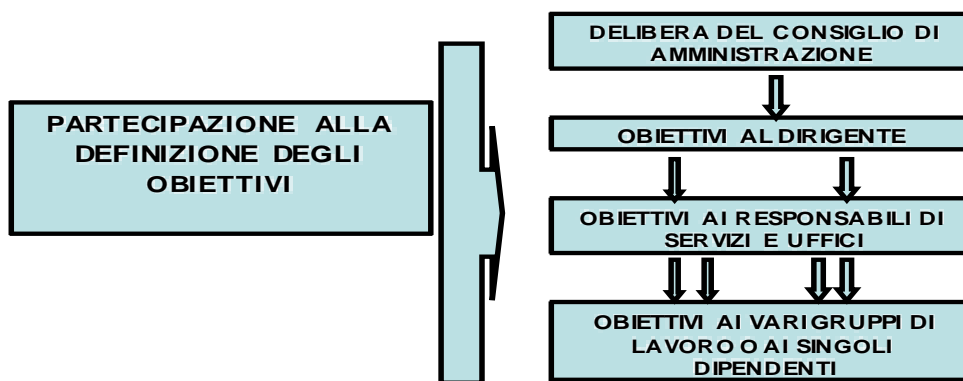 PARTECIPAZIONE ALLA
DEFINIZIONE DEGLI
OBIETTIVI
DELIBERA DEL CONSIGLIO DI
AMMINISTRAZIONE
OBIETTIVI AL DIRIGENTE
OBIETTIVI AI RESPONSABILI DI
SERVIZI E UFFICI
OBIETTIVI AI VARI GRUPPI DI
LAVORO O AI SINGOLI
DIPENDENTI